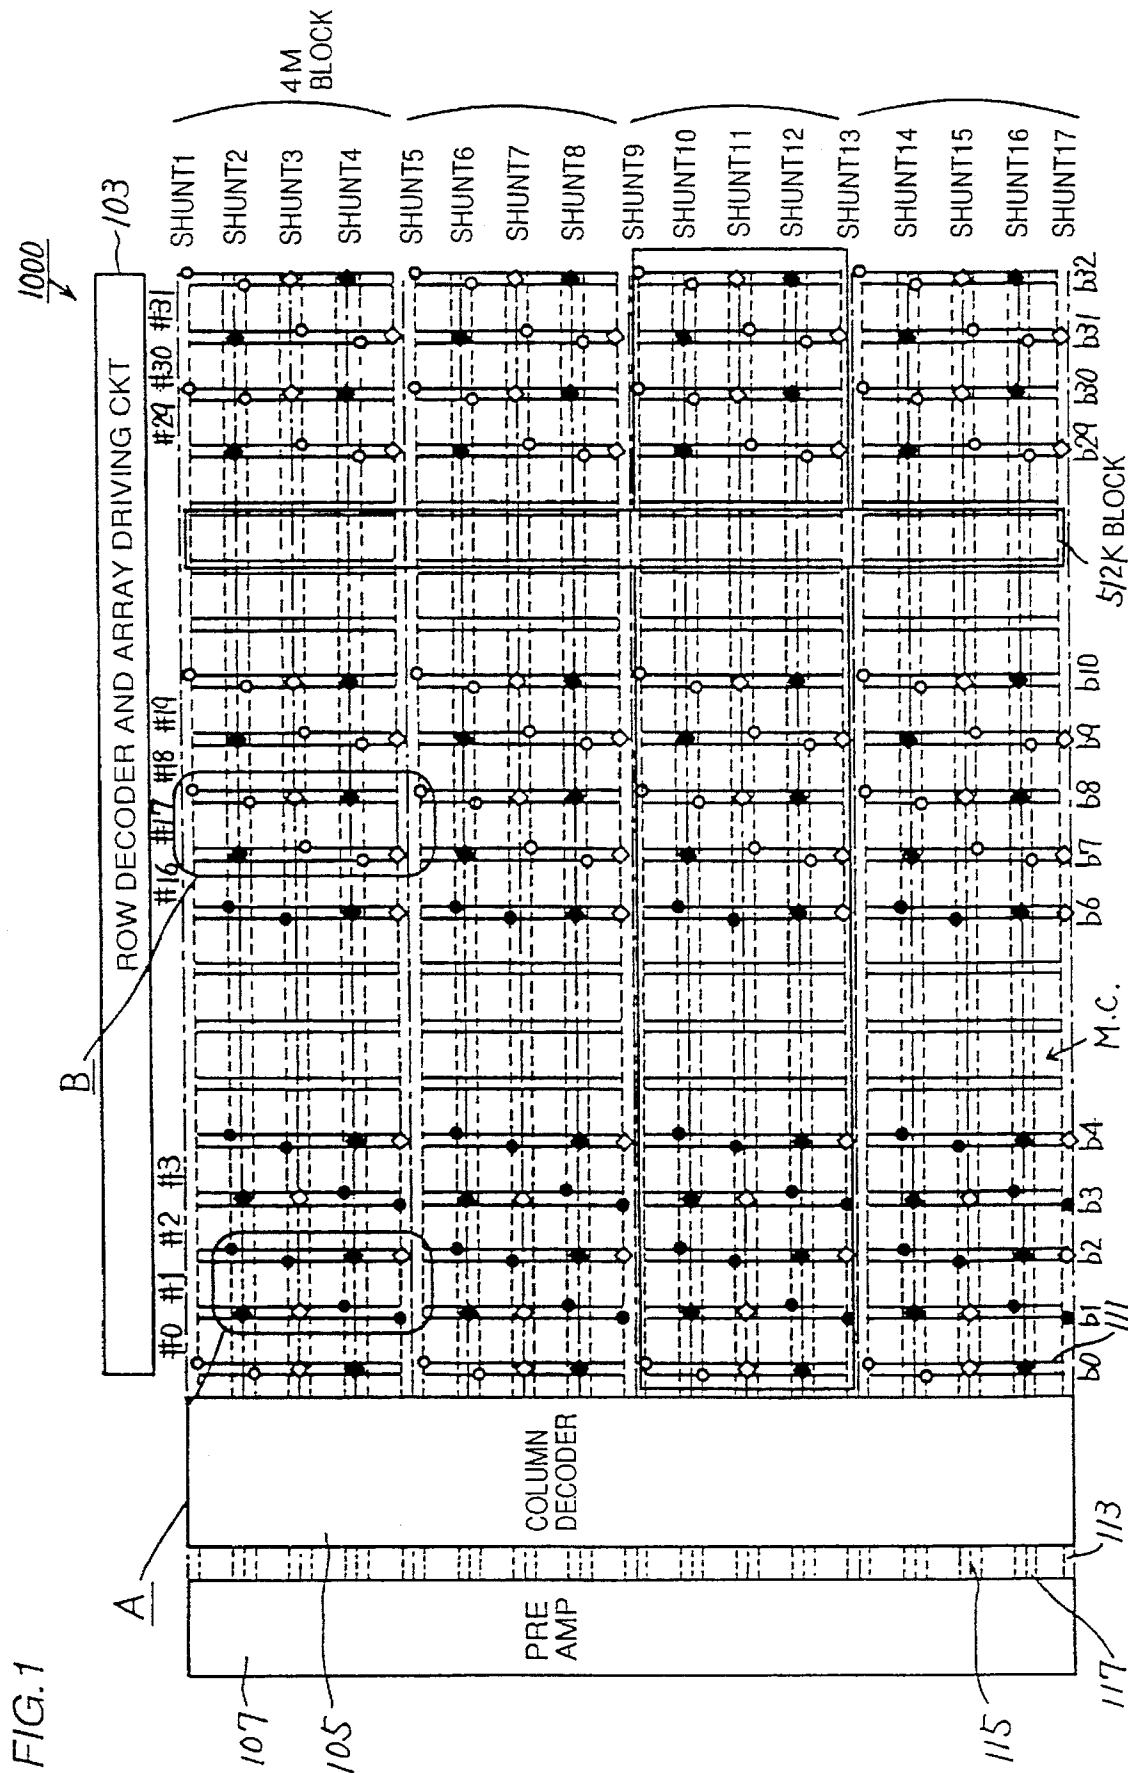 FIG.1
1000
ROW DECODER AND ARRAY DRIVING CKT
103
A
B
#0
#1
#2
#3
#16
#17
#18
#19
#29
#30
#31
SHUNT1
SHUNT2
SHUNT3
SHUNT4
SHUNT5
SHUNT6
SHUNT7
SHUNT8
SHUNT9
SHUNT10
SHUNT11
SHUNT12
SHUNT13
SHUNT14
SHUNT15
SHUNT16
SHUNT17
4M
BLOCK
PRE
AMP
COLUMN
DECODER
107
105
115
117
113
111
b0
b1
b2
b3
b4
b6
b7
b8
b9
b10
b29
b30
b31
b32
M.C.
512K BLOCK